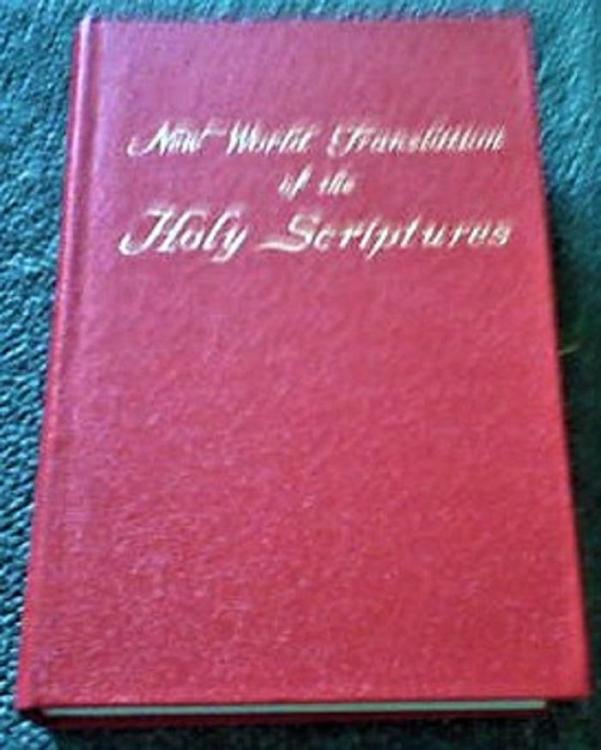 New World Translation
of the
Holy Scriptures